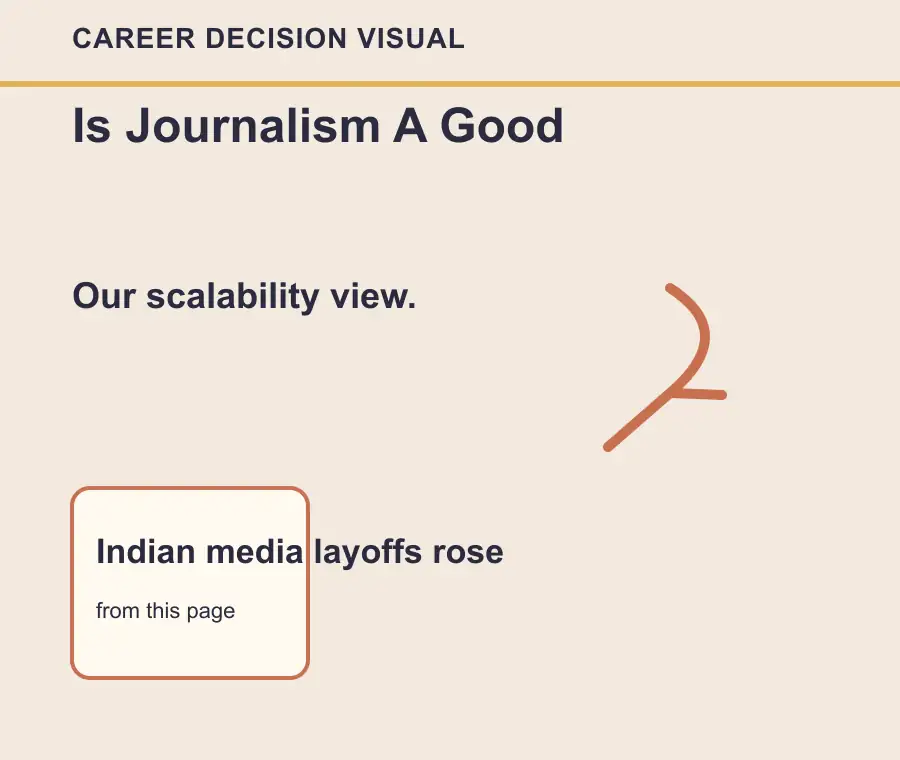 CAREER DECISION VISUAL
Is Journalism A Good
Our scalability view.
Indian media layoffs rose
from this page